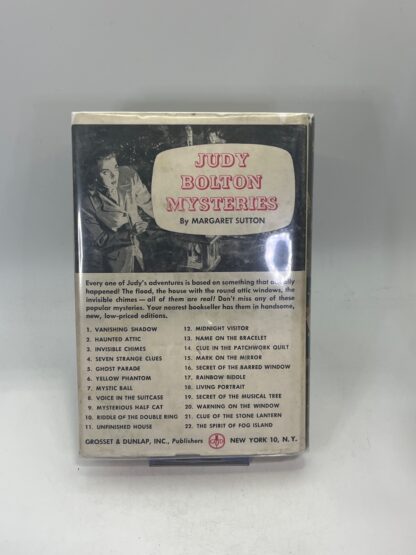 JUDY
BOLTON
MYSTERIES
By MARGARET SUTTON
Every one of Judy's adventures is based on something that actually
happened! The flood, the house with the round attic windows, the
invisible chimes — all of them are real! Don't miss any of these
popular mysteries. Your nearest bookseller has them in handsome,
new, low-priced editions.
1. VANISHING SHADOW
2. HAUNTED ATTIC
3. INVISIBLE CHIMES
4. SEVEN STRANGE CLUES
5. GHOST PARADE
6. YELLOW PHANTOM
7. MYSTIC BALL
8. VOICE IN THE SUITCASE
9. MYSTERIOUS HALF CAT
10. RIDDLE OF THE DOUBLE RING
11. UNFINISHED HOUSE
12. MIDNIGHT VISITOR
13. NAME ON THE BRACELET
14. CLUE IN THE PATCHWORK QUILT
15. MARK ON THE MIRROR
16. SECRET OF THE BARRED WINDOW
17. RAINBOW RIDDLE
18. LIVING PORTRAIT
19. SECRET OF THE MUSICAL TREE
20. WARNING ON THE WINDOW
21. CLUE OF THE STONE LANTERN
22. THE SPIRIT OF FOG ISLAND
GROSSET & DUNLAP, INC., Publishers G&D NEW YORK 10, N. Y.